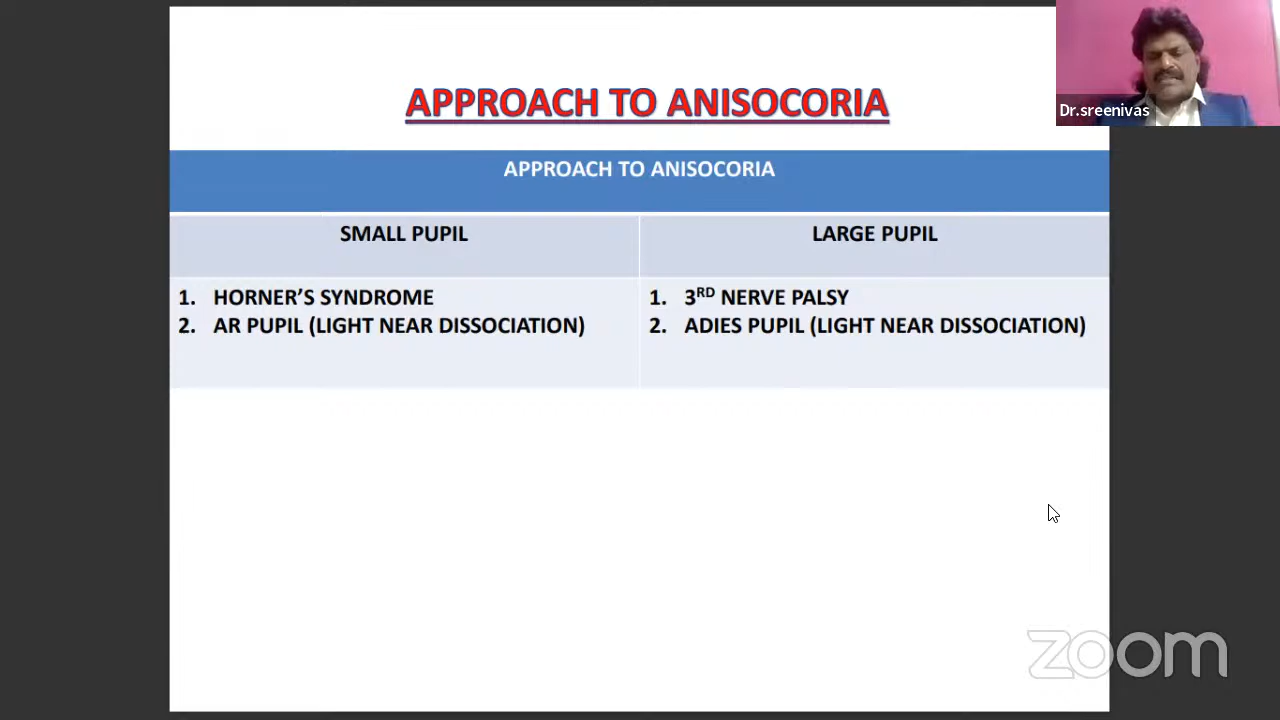 APPROACH TO ANISOCORIA
Dr.sreenivas
APPROACH TO ANISOCORIA
SMALL PUPIL
LARGE PUPIL
1. HORNER’S SYNDROME
2. AR PUPIL (LIGHT NEAR DISSOCIATION)
1. 3RD NERVE PALSY
2. ADIES PUPIL (LIGHT NEAR DISSOCIATION)
zoom